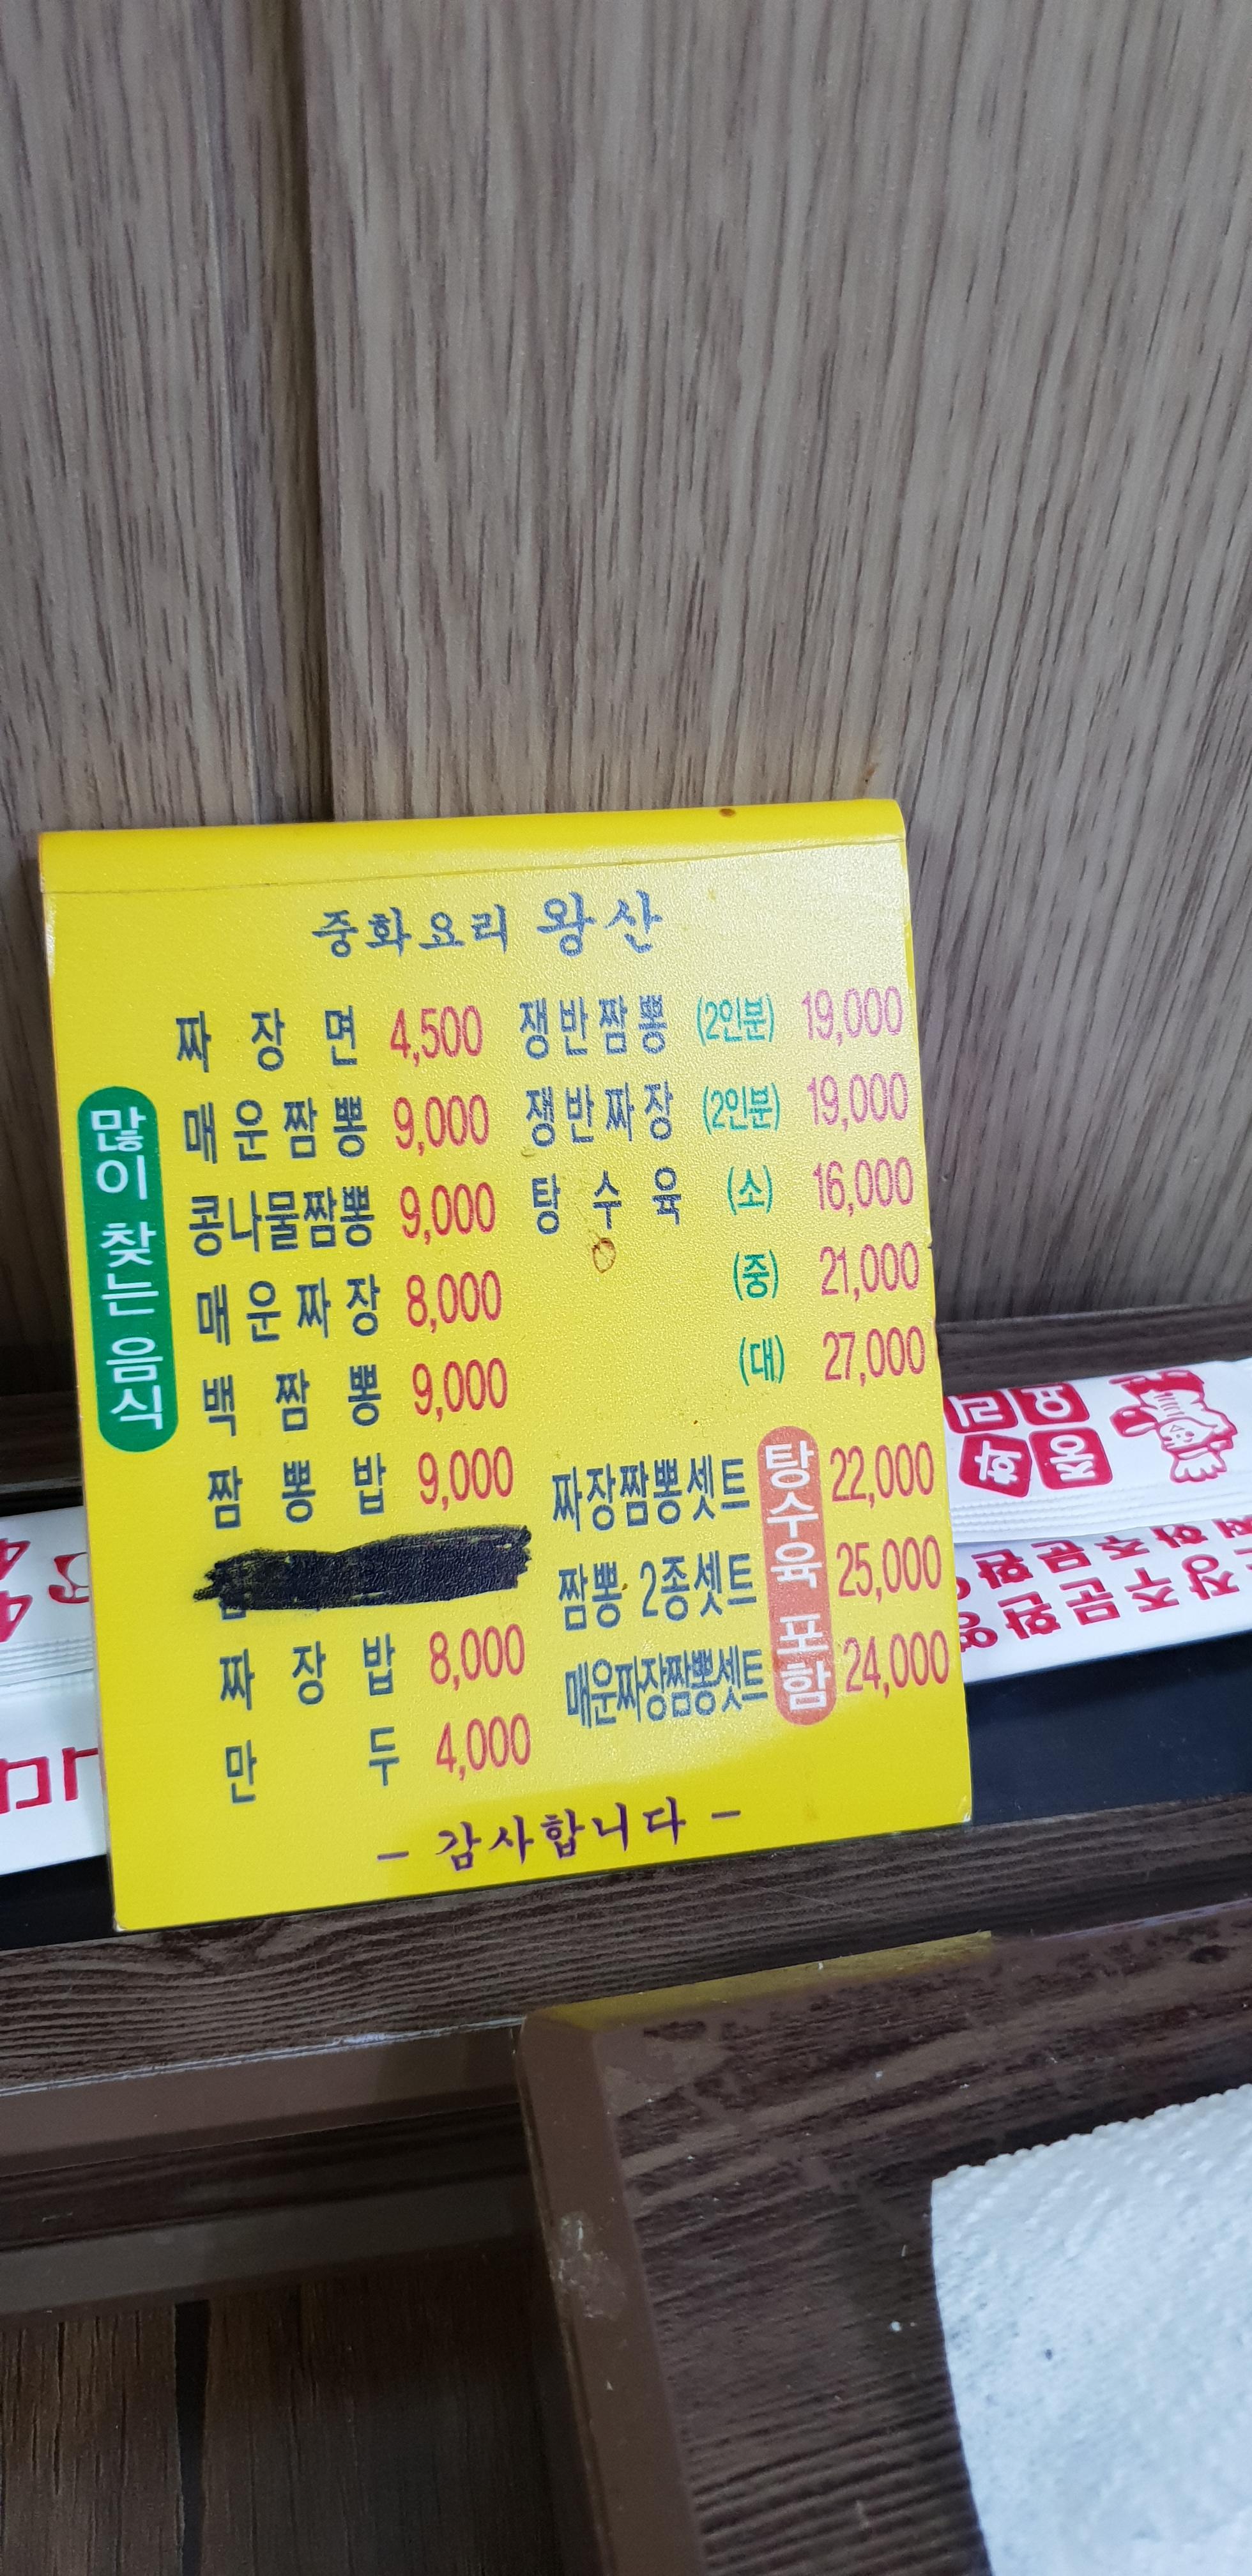 중화요리 왕산
많이 찾는 음식
짜장면 4,500
매운짬뽕 9,000
콩나물짬뽕 9,000
매운짜장 8,000
백짬뽕 9,000
짬뽕밥 9,000
짜장밥 8,000
만두 4,000
쟁반짬뽕 (2인분) 19,000
쟁반짜장 (2인분) 19,000
탕수육 (소) 16,000
(중) 21,000
(대) 27,000
짜장짬뽕셋트 22,000
짬뽕 2종셋트 25,000
매운짜장짬뽕셋트 24,000
탕수육 포함
- 감사합니다 -
중화
요리